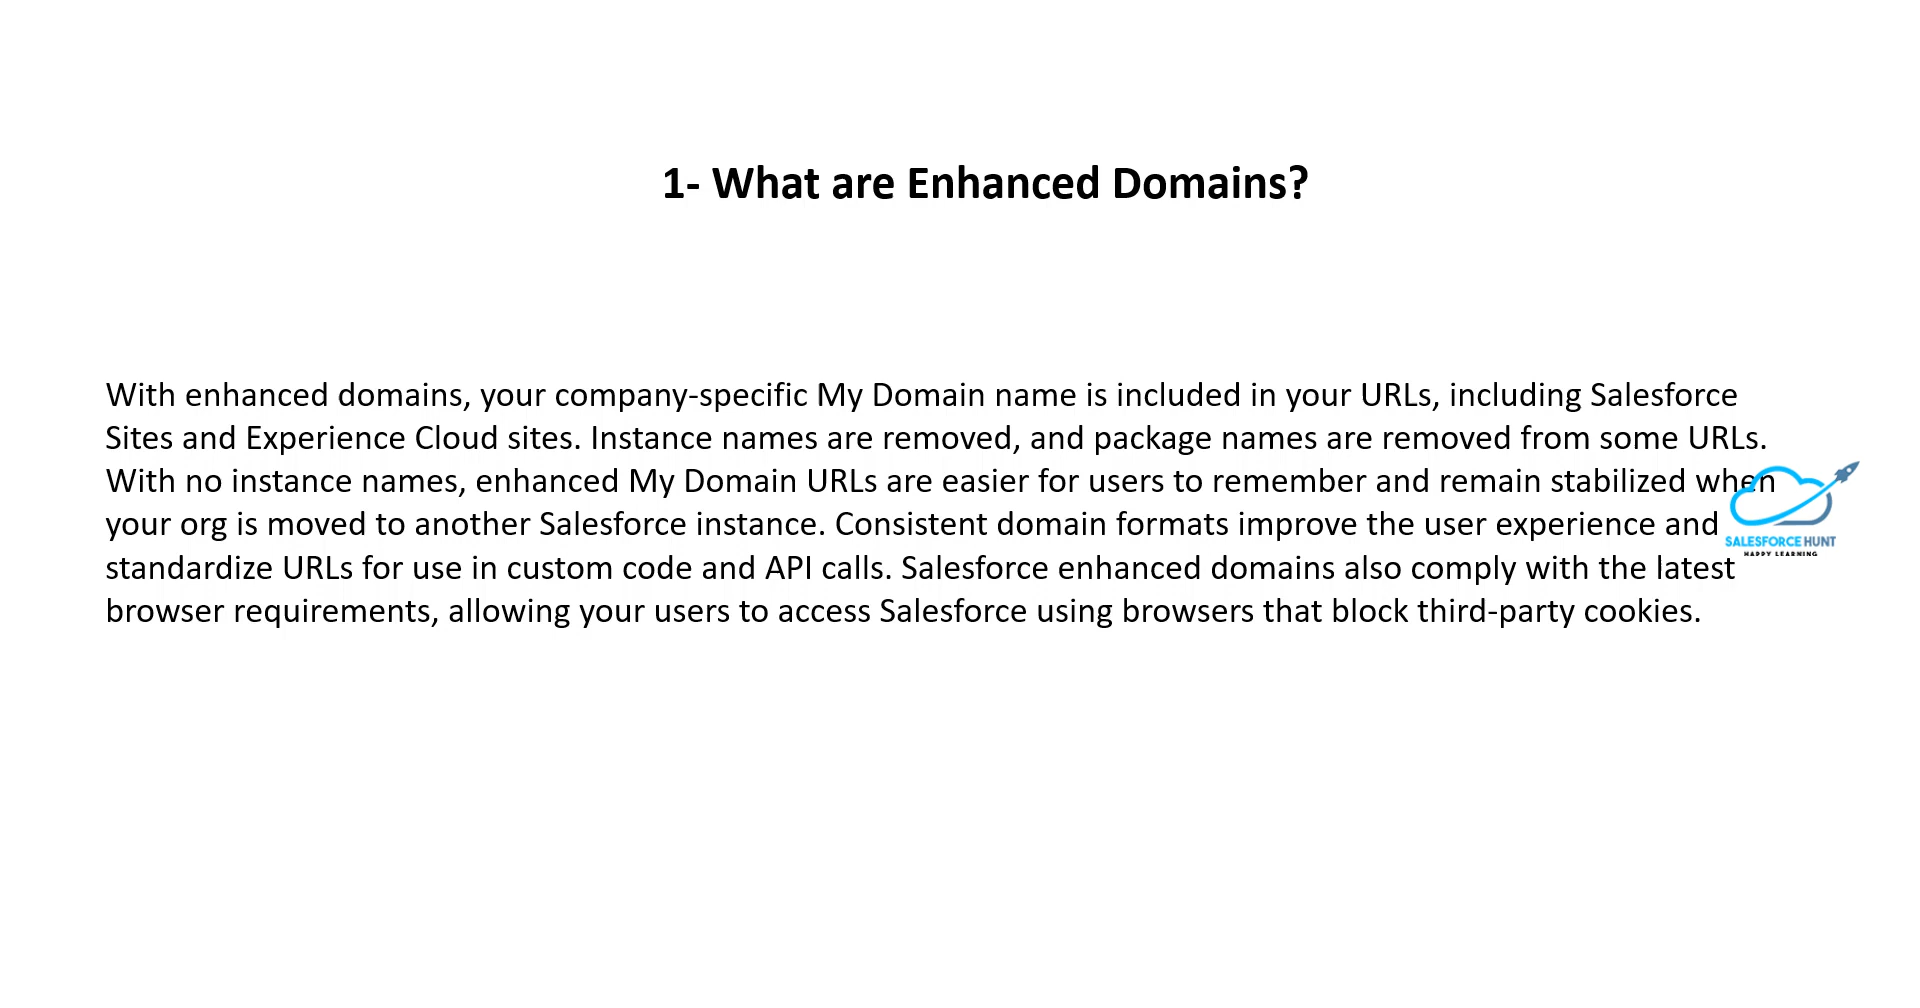 1- What are Enhanced Domains?
With enhanced domains, your company-specific My Domain name is included in your URLs, including Salesforce
Sites and Experience Cloud sites. Instance names are removed, and package names are removed from some URLs.
With no instance names, enhanced My Domain URLs are easier for users to remember and remain stabilized when
your org is moved to another Salesforce instance. Consistent domain formats improve the user experience and
standardize URLs for use in custom code and API calls. Salesforce enhanced domains also comply with the latest
browser requirements, allowing your users to access Salesforce using browsers that block third-party cookies.
SALESFORCE HUNT
HAPPY LEARNING